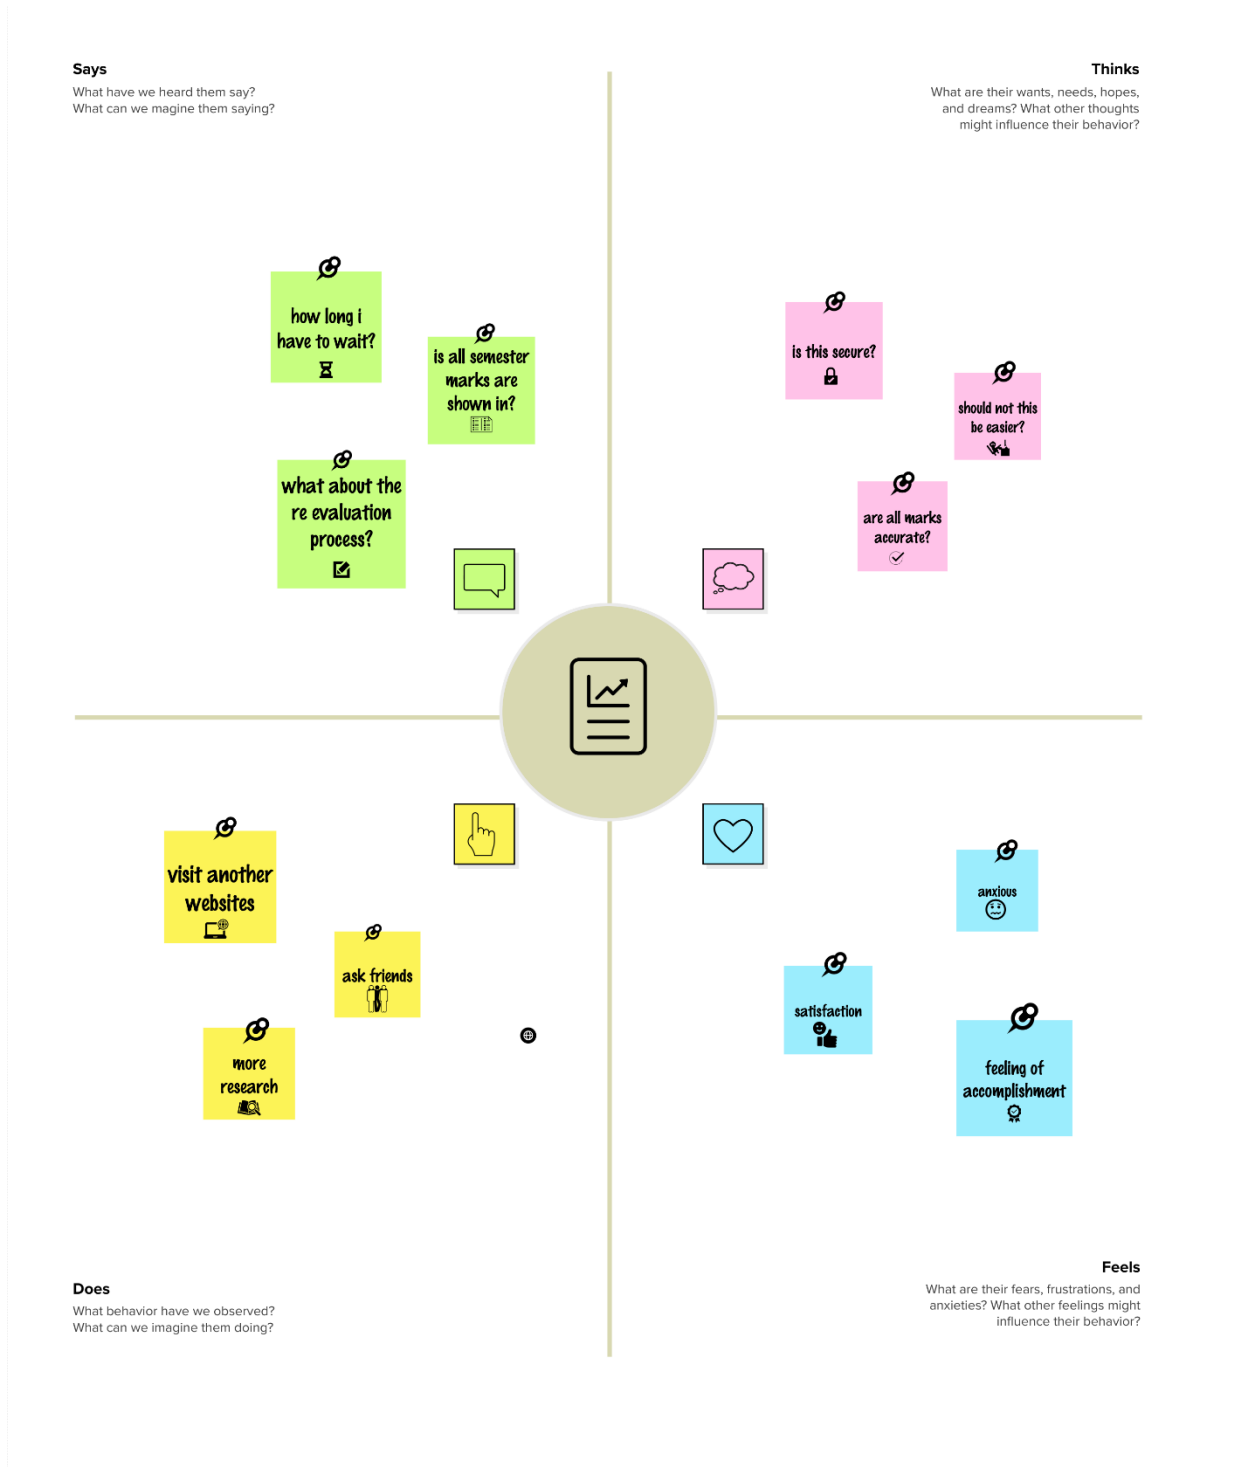 Says
What have we heard them say?
What can we magine them saying?
Thinks
What are their wants, needs, hopes,
and dreams? What other thoughts
might influence their behavior?
how long i
have to wait?
is all semester
marks are
shown in?
what about the
re evaluation
process?
is this secure?
should not this
be easier?
are all marks
accurate?
visit another
websites
ask friends
more
research
anxious
satisfaction
feeling of
accomplishment
Does
What behavior have we observed?
What can we imagine them doing?
Feels
What are their fears, frustrations, and
anxieties? What other feelings might
influence their behavior?